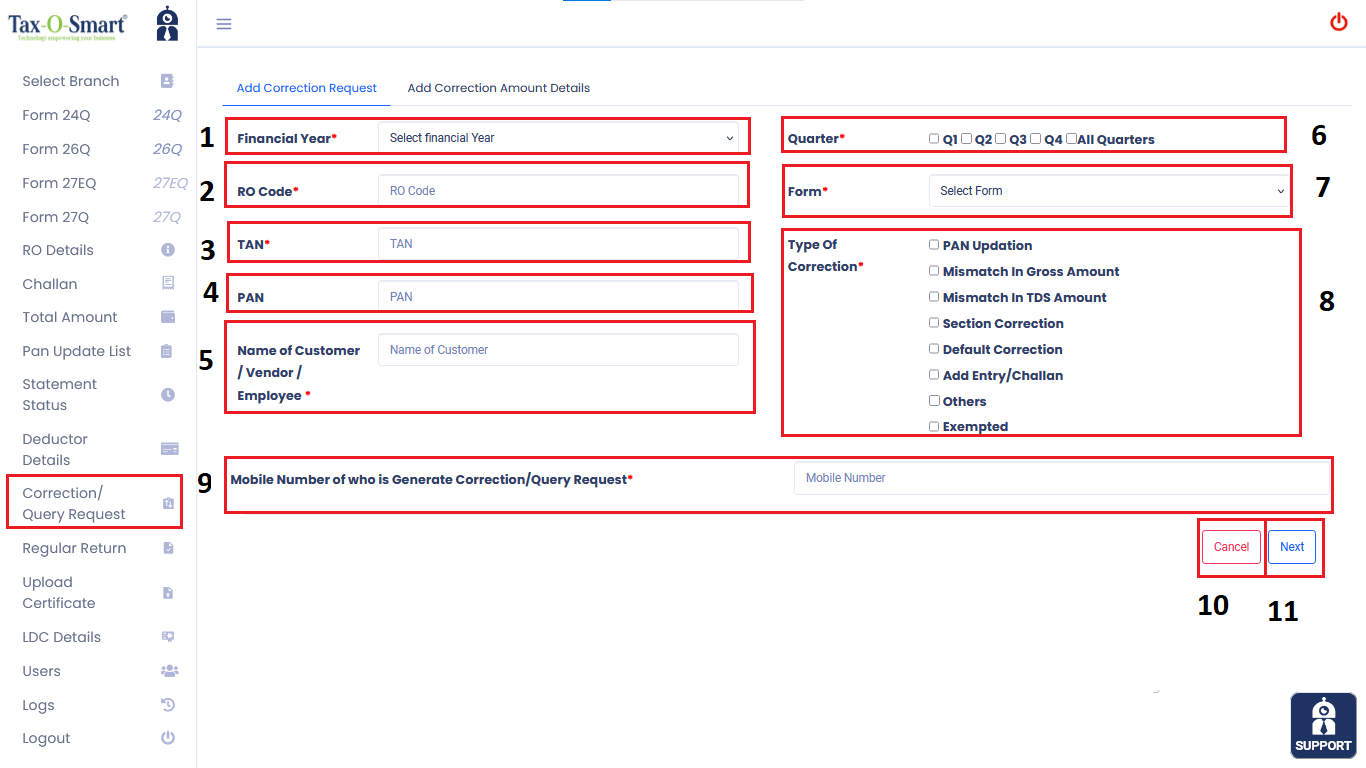 Tax-O-Smart©
Technology empowering your business
Select Branch
Form 24Q 24Q
Form 26Q 26Q
Form 27EQ 27EQ
Form 27Q 27Q
RO Details
Challan
Total Amount
Pan Update List
Statement
Status
Deductor
Details
Correction/
Query Request
Regular Return
Upload
Certificate
LDC Details
Users
Logs
Logout
Add Correction Request Add Correction Amount Details
1 Financial Year* Select financial Year
2 RO Code* RO Code
3 TAN* TAN
4 PAN PAN
5 Name of Customer
/ Vendor /
Employee *
Name of Customer
Quarter* Q1 Q2 Q3 Q4 All Quarters 6
Form* Select Form 7
Type Of
Correction*
PAN Updation
Mismatch In Gross Amount
Mismatch In TDS Amount
Section Correction
Default Correction
Add Entry/Challan
Others
Exempted
8
9 Mobile Number of who is Generate Correction/Query Request* Mobile Number
Cancel Next
10 11
SUPPORT